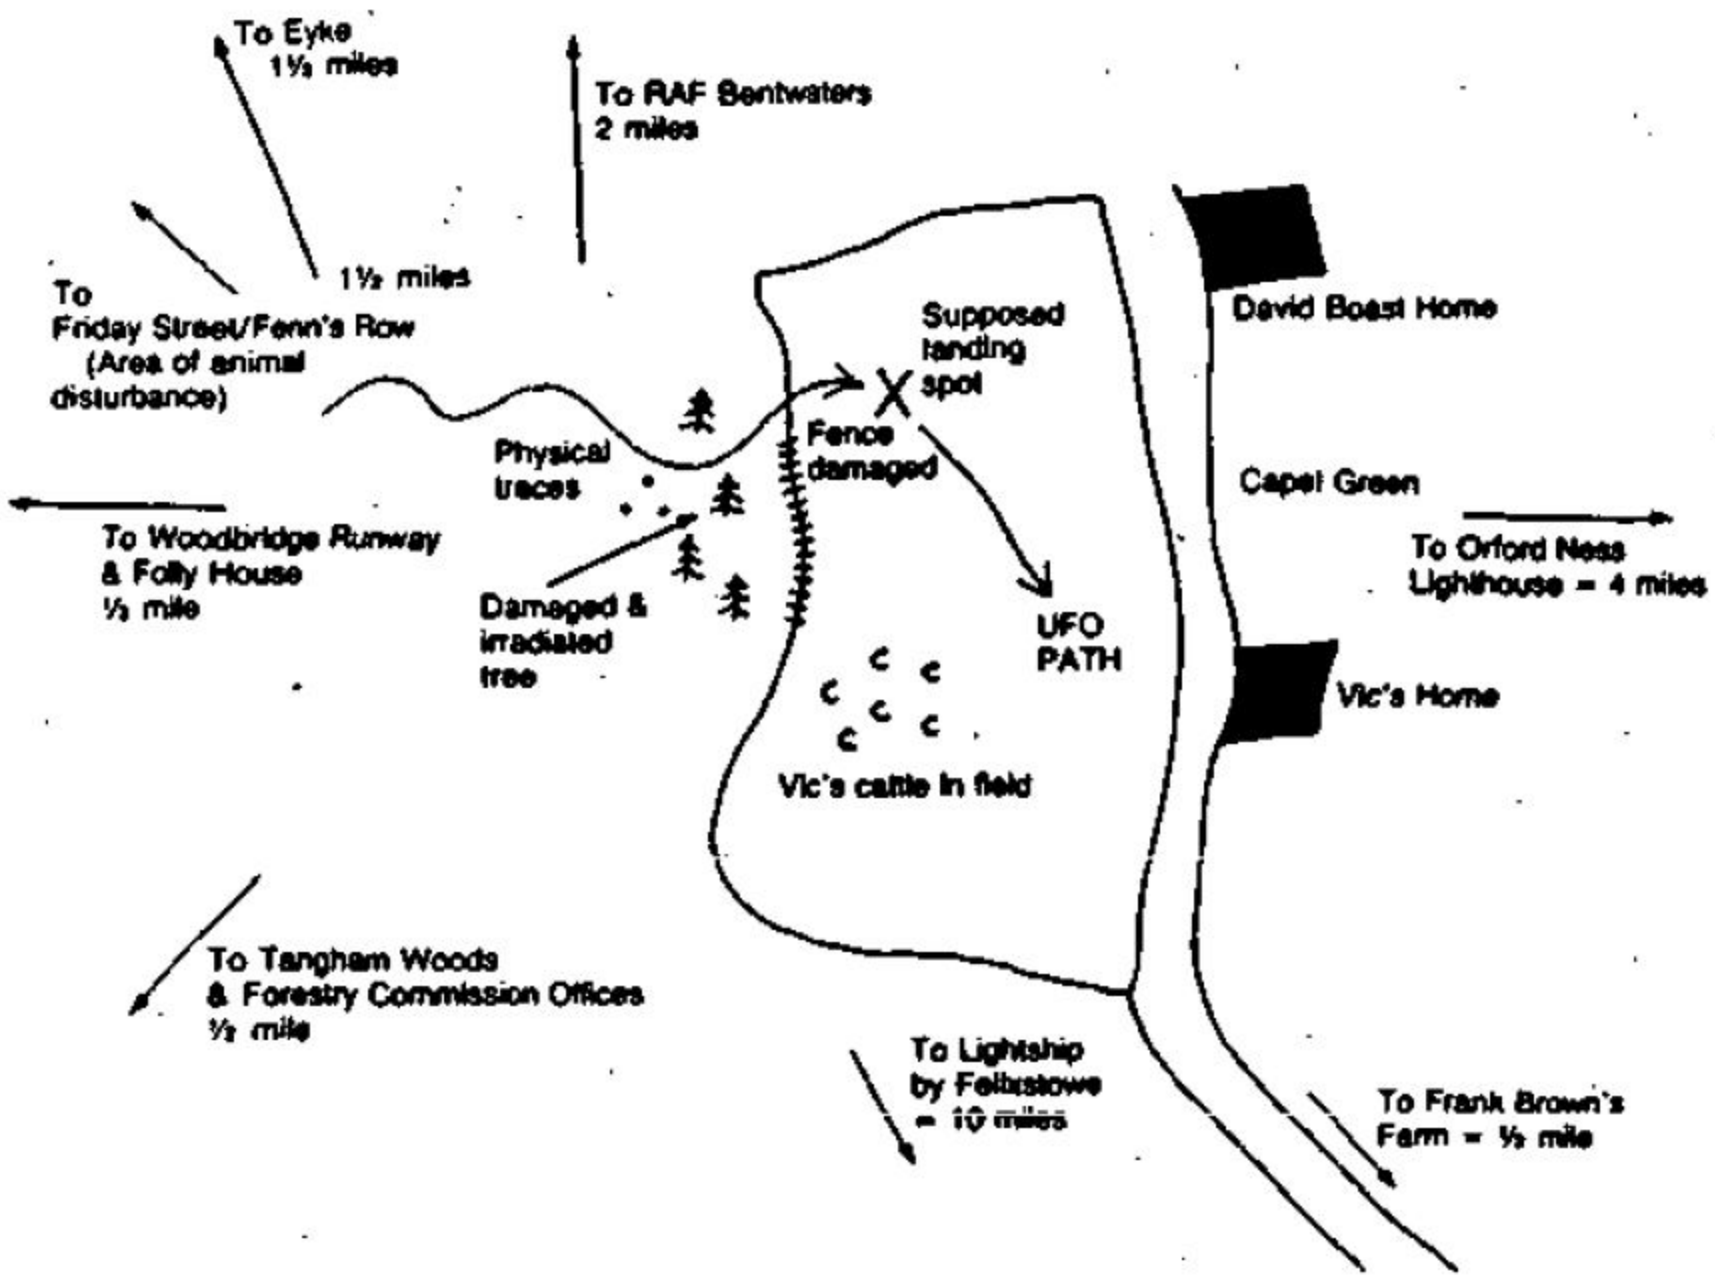 To Eyke
1½ miles
To RAF Bentwaters
2 miles
1½ miles
To
Friday Street/Fenn's Row
(Area of animal
disturbance)
Supposed
landing
spot
David Boast Home
Physical
traces
Fence
damaged
Capel Green
To Woodbridge Runway
& Folly House
½ mile
To Orford Ness
Lighthouse = 4 miles
Damaged &
irradiated
tree
UFO
PATH
C C C C C C
Vic's Home
Vic's cattle in field
To Tangham Woods
& Forestry Commission Offices
½ mile
To Lightship
by Felixstowe
= 10 miles
To Frank Brown's
Farm = ½ mile